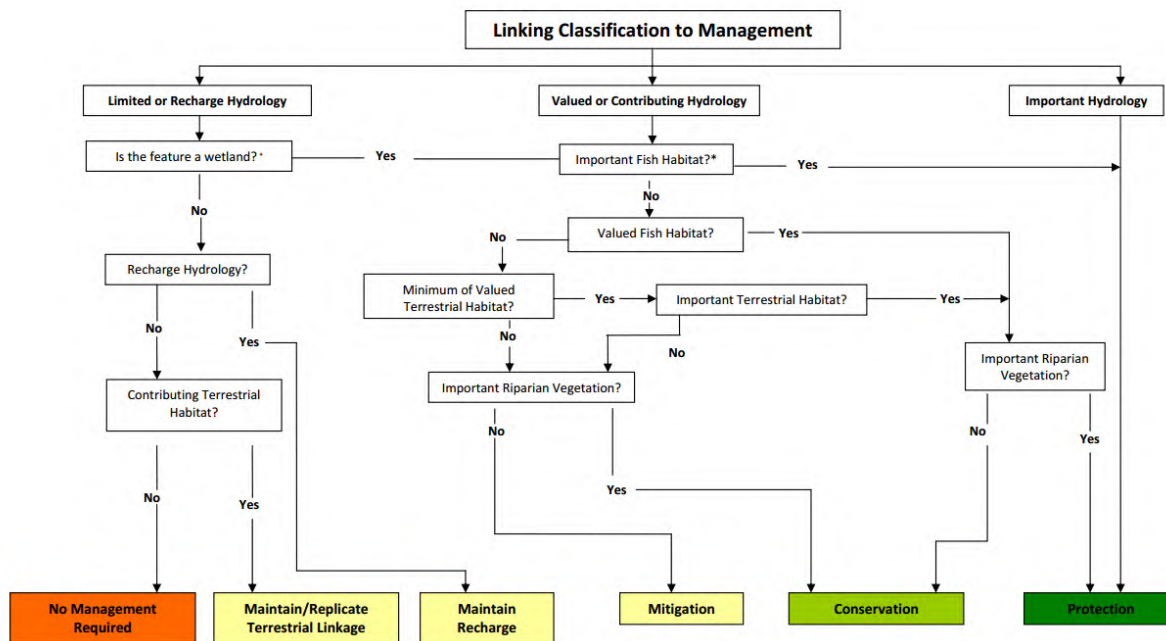 Linking Classification to Management
Limited or Recharge Hydrology
Valued or Contributing Hydrology
Important Hydrology
Is the feature a wetland?*
Yes
Important Fish Habitat?*
Yes
No
No
Valued Fish Habitat?
No
Yes
Recharge Hydrology?
Minimum of Valued
Terrestrial Habitat?
Yes
Important Terrestrial Habitat?
Yes
No
Yes
No
No
Important Riparian
Vegetation?
Contributing Terrestrial
Habitat?
Important Riparian Vegetation?
No
No
Yes
No
Yes
Yes
No
Management
Required
Maintain/Replicate
Terrestrial Linkage
Maintain
Recharge
Mitigation
Conservation
Protection